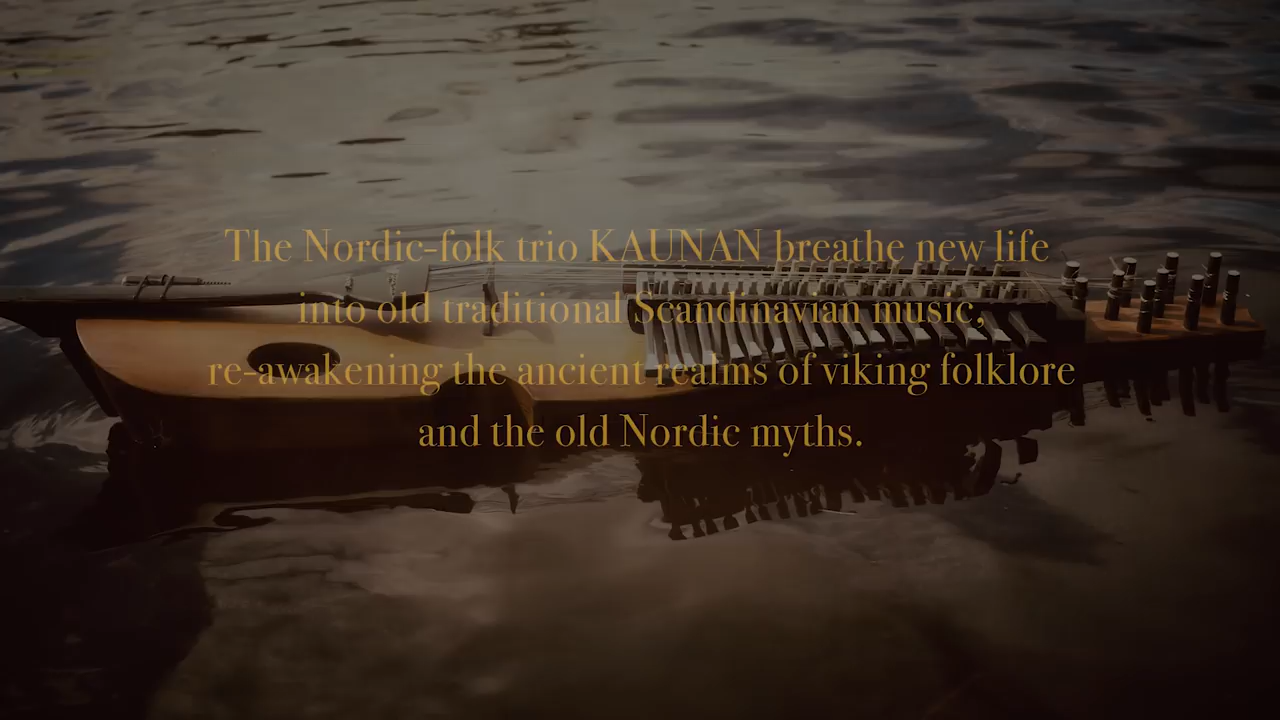 The Nordic-folk trio KAUNAN breathe new life
into old traditional Scandinavian music,
re-awakening the ancient realms of viking folklore
and the old Nordic myths.